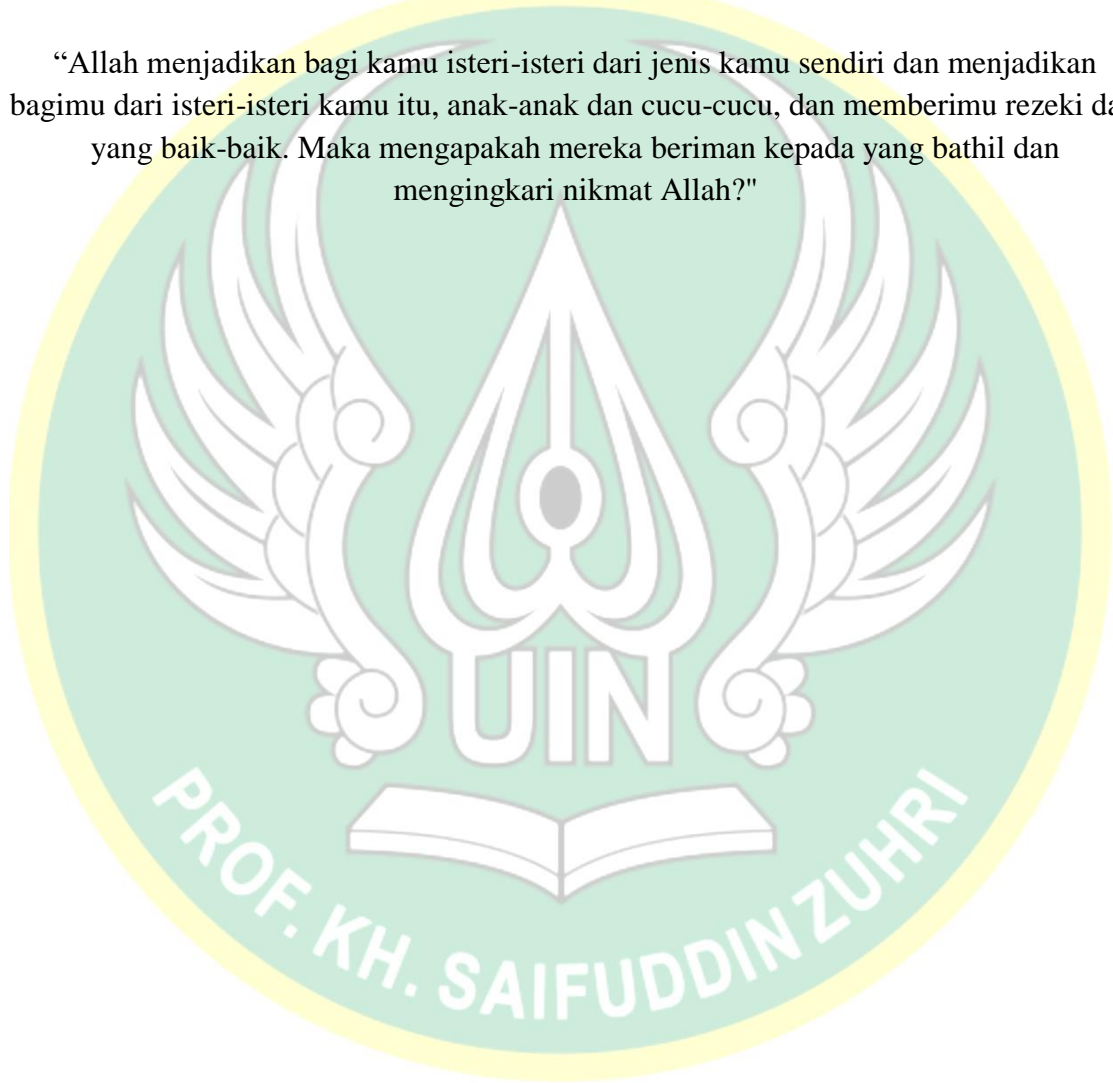 “Allah menjadikan bagi kamu isteri-isteri dari jenis kamu sendiri dan menjadikan
bagimu dari isteri-isteri kamu itu, anak-anak dan cucu-cucu, dan memberimu rezeki
yang baik-baik. Maka mengapakah mereka beriman kepada yang bathil dan
mengingkari nikmat Allah?"
UIN
PROF. KH. SAIFUDDIN ZUHRI